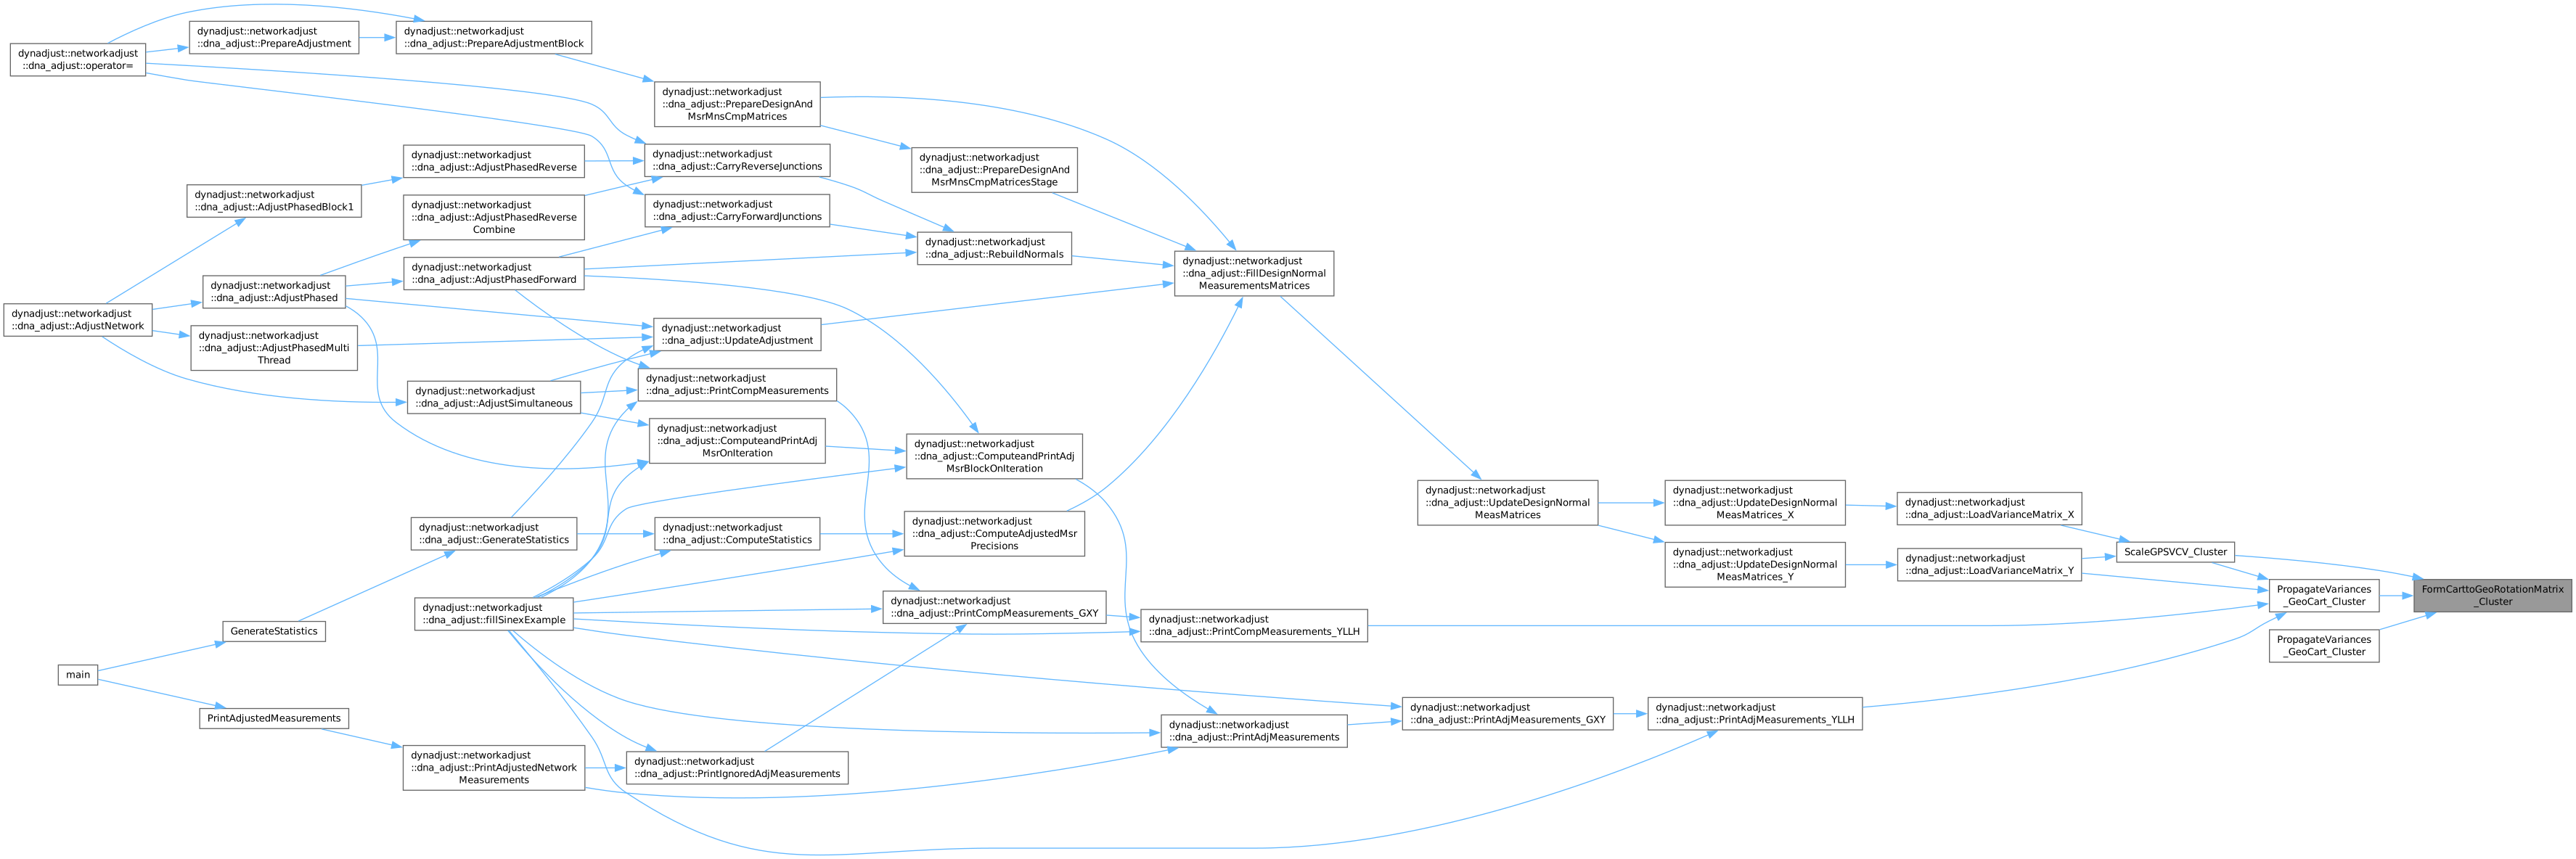 dynadjust::networkadjust
::dna_adjust::operator=
dynadjust::networkadjust
::dna_adjust::PrepareAdjustment
dynadjust::networkadjust
::dna_adjust::PrepareAdjustmentBlock
dynadjust::networkadjust
::dna_adjust::PrepareDesignAnd
MsrMnsCmpMatrices
dynadjust::networkadjust
::dna_adjust::AdjustPhasedReverse
dynadjust::networkadjust
::dna_adjust::CarryReverseJunctions
dynadjust::networkadjust
::dna_adjust::PrepareDesignAnd
MsrMnsCmpMatricesStage
dynadjust::networkadjust
::dna_adjust::AdjustPhasedBlock1
dynadjust::networkadjust
::dna_adjust::AdjustPhasedReverse
Combine
dynadjust::networkadjust
::dna_adjust::CarryForwardJunctions
dynadjust::networkadjust
::dna_adjust::RebuildNormals
dynadjust::networkadjust
::dna_adjust::FillDesignNormal
MeasurementsMatrices
dynadjust::networkadjust
::dna_adjust::AdjustPhasedForward
dynadjust::networkadjust
::dna_adjust::AdjustPhased
dynadjust::networkadjust
::dna_adjust::AdjustNetwork
dynadjust::networkadjust
::dna_adjust::AdjustPhasedMulti
Thread
dynadjust::networkadjust
::dna_adjust::UpdateAdjustment
dynadjust::networkadjust
::dna_adjust::AdjustSimultaneous
dynadjust::networkadjust
::dna_adjust::PrintCompMeasurements
dynadjust::networkadjust
::dna_adjust::ComputeandPrintAdj
MsrOnIteration
dynadjust::networkadjust
::dna_adjust::ComputeandPrintAdj
MsrBlockOnIteration
dynadjust::networkadjust
::dna_adjust::UpdateDesignNormal
MeasMatrices
dynadjust::networkadjust
::dna_adjust::UpdateDesignNormal
MeasMatrices_X
dynadjust::networkadjust
::dna_adjust::LoadVarianceMatrix_X
dynadjust::networkadjust
::dna_adjust::GenerateStatistics
dynadjust::networkadjust
::dna_adjust::ComputeStatistics
dynadjust::networkadjust
::dna_adjust::ComputeAdjustedMsr
Precisions
dynadjust::networkadjust
::dna_adjust::UpdateDesignNormal
MeasMatrices_Y
dynadjust::networkadjust
::dna_adjust::LoadVarianceMatrix_Y
ScaleGPSVCV_Cluster
PropagateVariances
_GeoCart_Cluster
FormCarttoGeoRotationMatrix
_Cluster
dynadjust::networkadjust
::dna_adjust::fillSinexExample
dynadjust::networkadjust
::dna_adjust::PrintCompMeasurements_GXY
dynadjust::networkadjust
::dna_adjust::PrintCompMeasurements_YLLH
PropagateVariances
_GeoCart_Cluster
GenerateStatistics
main
PrintAdjustedMeasurements
dynadjust::networkadjust
::dna_adjust::PrintAdjustedNetwork
Measurements
dynadjust::networkadjust
::dna_adjust::PrintIgnoredAdjMeasurements
dynadjust::networkadjust
::dna_adjust::PrintAdjMeasurements
dynadjust::networkadjust
::dna_adjust::PrintAdjMeasurements_GXY
dynadjust::networkadjust
::dna_adjust::PrintAdjMeasurements_YLLH